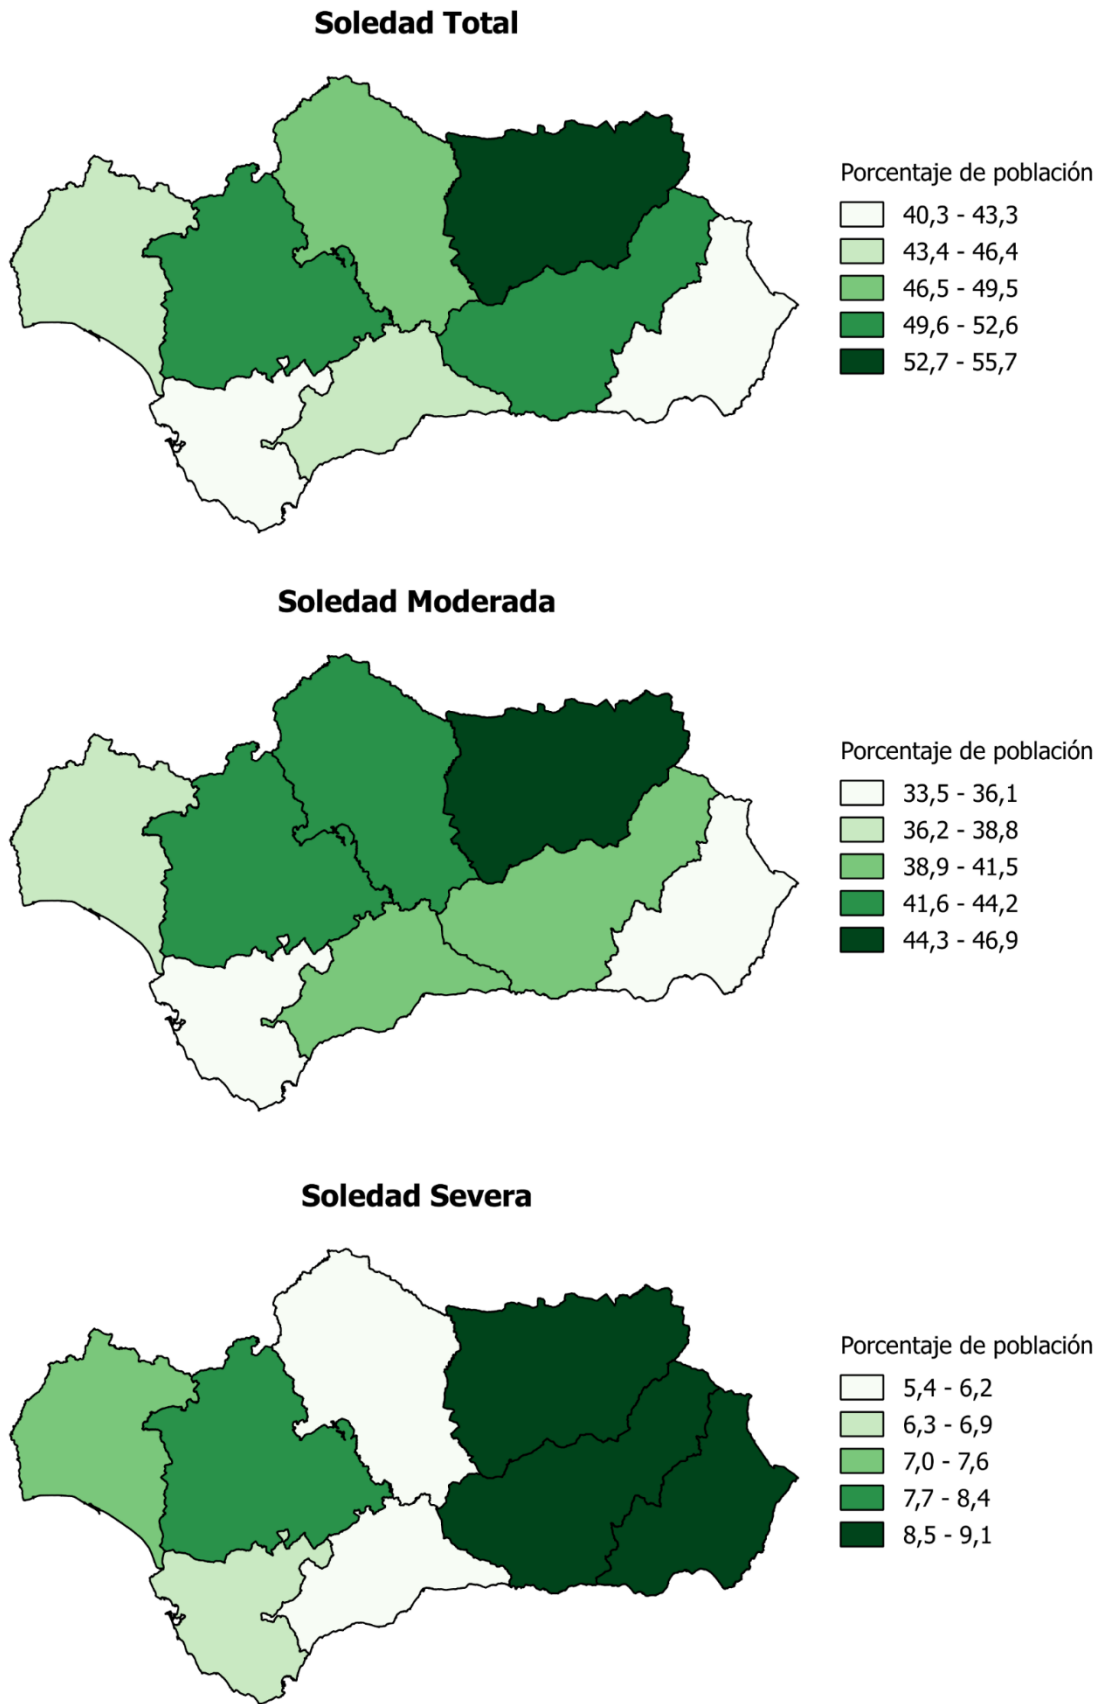 Soledad Total
Porcentaje de población
40,3 - 43,3
43,4 - 46,4
46,5 - 49,5
49,6 - 52,6
52,7 - 55,7
Soledad Moderada
Porcentaje de población
33,5 - 36,1
36,2 - 38,8
38,9 - 41,5
41,6 - 44,2
44,3 - 46,9
Soledad Severa
Porcentaje de población
5,4 - 6,2
6,3 - 6,9
7,0 - 7,6
7,7 - 8,4
8,5 - 9,1